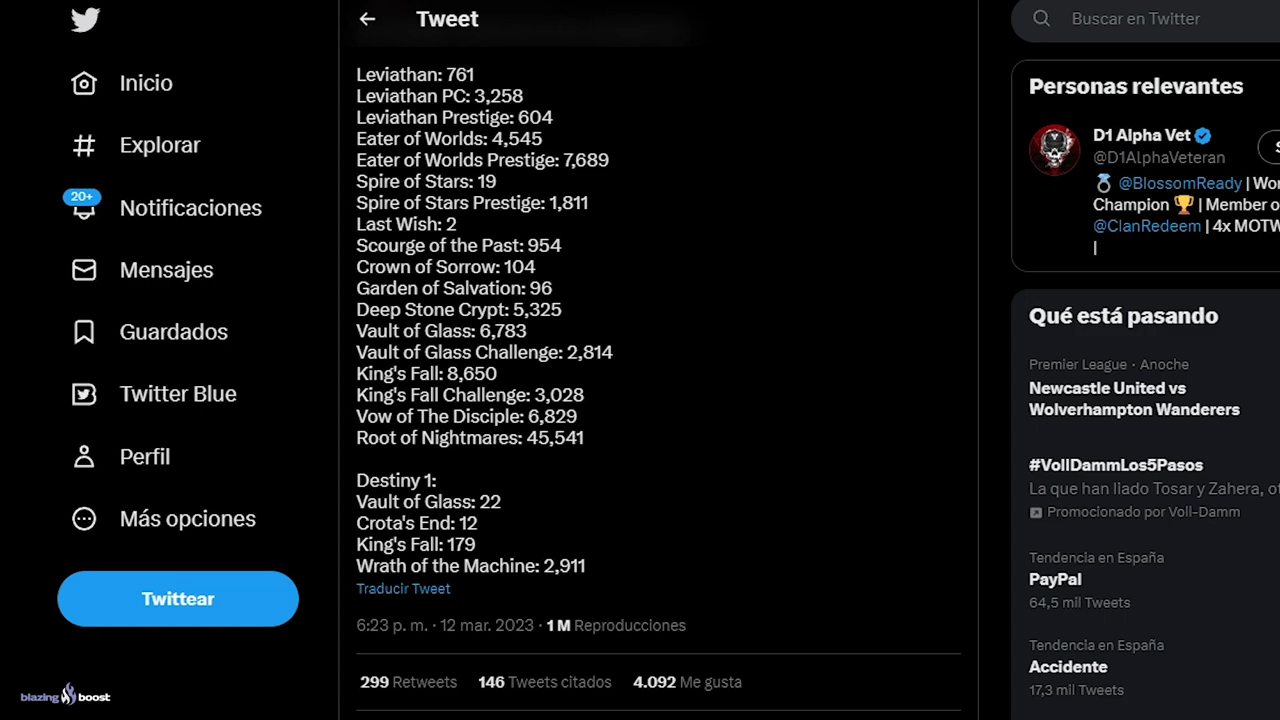 Tweet
Inicio
Explorar
20+
Notificaciones
Mensajes
Guardados
Twitter Blue
Perfil
Más opciones
Twittear
blazing boost
Leviathan: 761
Leviathan PC: 3,258
Leviathan Prestige: 604
Eater of Worlds: 4,545
Eater of Worlds Prestige: 7,689
Spire of Stars: 19
Spire of Stars Prestige: 1,811
Last Wish: 2
Scourge of the Past: 954
Crown of Sorrow: 104
Garden of Salvation: 96
Deep Stone Crypt: 5,325
Vault of Glass: 6,783
Vault of Glass Challenge: 2,814
King's Fall: 8,650
King's Fall Challenge: 3,028
Vow of The Disciple: 6,829
Root of Nightmares: 45,541
Destiny 1:
Vault of Glass: 22
Crota's End: 12
King's Fall: 179
Wrath of the Machine: 2,911
Traducir Tweet
6:23 p. m. · 12 mar. 2023 · 1 M Reproducciones
299 Retweets 146 Tweets citados 4.092 Me gusta
Buscar en Twitter
Personas relevantes
D1 Alpha Vet
@D1AlphaVeteran
@BlossomReady | Wor
Champion 🏆 | Member o
@ClanRedeem | 4x MOTW
|
Qué está pasando
Premier League · Anoche
Newcastle United vs
Wolverhampton Wanderers
#VollDammLos5Pasos
La que han liado Tosar y Zahera, ot
Promocionado por Voll-Damm
Tendencia en España
PayPal
64,5 mil Tweets
Tendencia en España
Accidente
17,3 mil Tweets